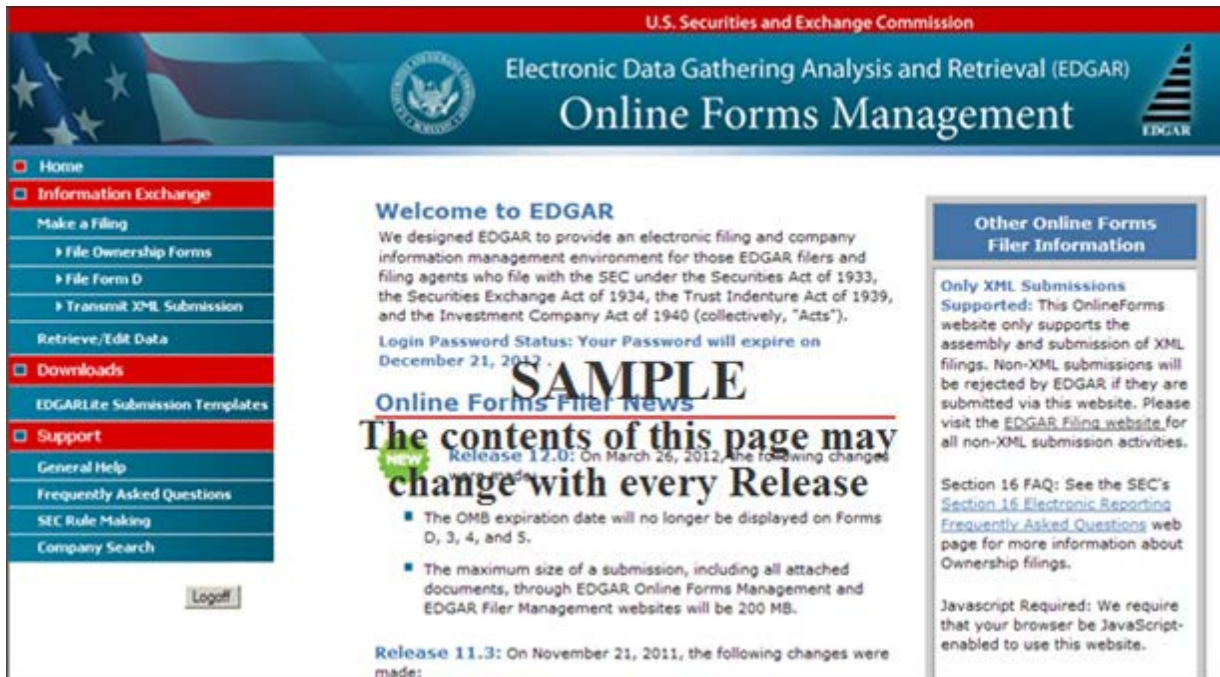 U.S. Securities and Exchange Commission
Electronic Data Gathering Analysis and Retrieval (EDGAR)
Online Forms Management
EDGAR
Home
Information Exchange
Make a Filing
File Ownership Forms
File Form D
Transmit XML Submission
Retrieve/Edit Data
Downloads
EDGARLite Submission Templates
Support
General Help
Frequently Asked Questions
SEC Rule Making
Company Search
Logoff
Welcome to EDGAR
We designed EDGAR to provide an electronic filing and company
information management environment for those EDGAR filers and
filing agents who file with the SEC under the Securities Act of 1933,
the Securities Exchange Act of 1934, the Trust Indenture Act of 1939,
and the Investment Company Act of 1940 (collectively, "Acts").
Login Password Status: Your Password will expire on
December 21, 2012 .
SAMPLE
Online Forms Filer News
The contents of this page may
change with every Release
NEW
Release 12.0: On March 26, 2012, the following changes
were made:
The OMB expiration date will no longer be displayed on Forms
D, 3, 4, and 5.
The maximum size of a submission, including all attached
documents, through EDGAR Online Forms Management and
EDGAR Filer Management websites will be 200 MB.
Release 11.3: On November 21, 2011, the following changes were
made:
Other Online Forms
Filer Information
Only XML Submissions
Supported: This OnlineForms
website only supports the
assembly and submission of XML
filings. Non-XML submissions will
be rejected by EDGAR if they are
submitted via this website. Please
visit the EDGAR Filing website for
all non-XML submission activities.
Section 16 FAQ: See the SEC's
Section 16 Electronic Reporting
Frequently Asked Questions web
page for more information about
Ownership filings.
Javascript Required: We require
that your browser be JavaScript-
enabled to use this website.